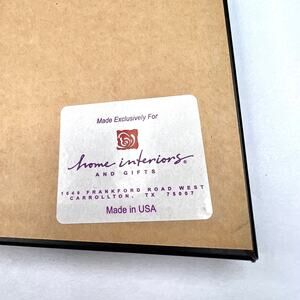 Made Exclusively For
home interiors®
AND GIFTS
1649 FRANKFORD ROAD WEST
CARROLLTON, TX 75007
Made in USA